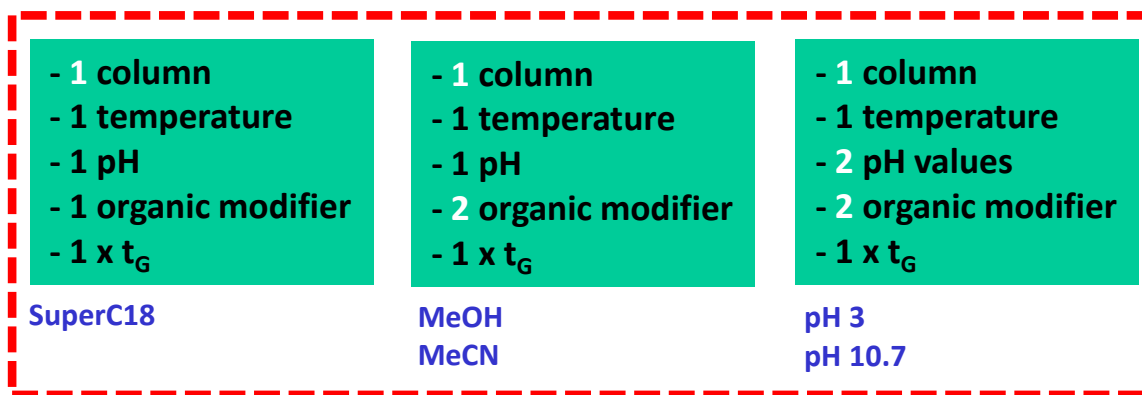 - 1 column
- 1 temperature
- 1 pH
- 1 organic modifier
- 1 x tG
SuperC18
- 1 column
- 1 temperature
- 1 pH
- 2 organic modifier
- 1 x tG
MeOH
MeCN
- 1 column
- 1 temperature
- 2 pH values
- 2 organic modifier
- 1 x tG
pH 3
pH 10.7